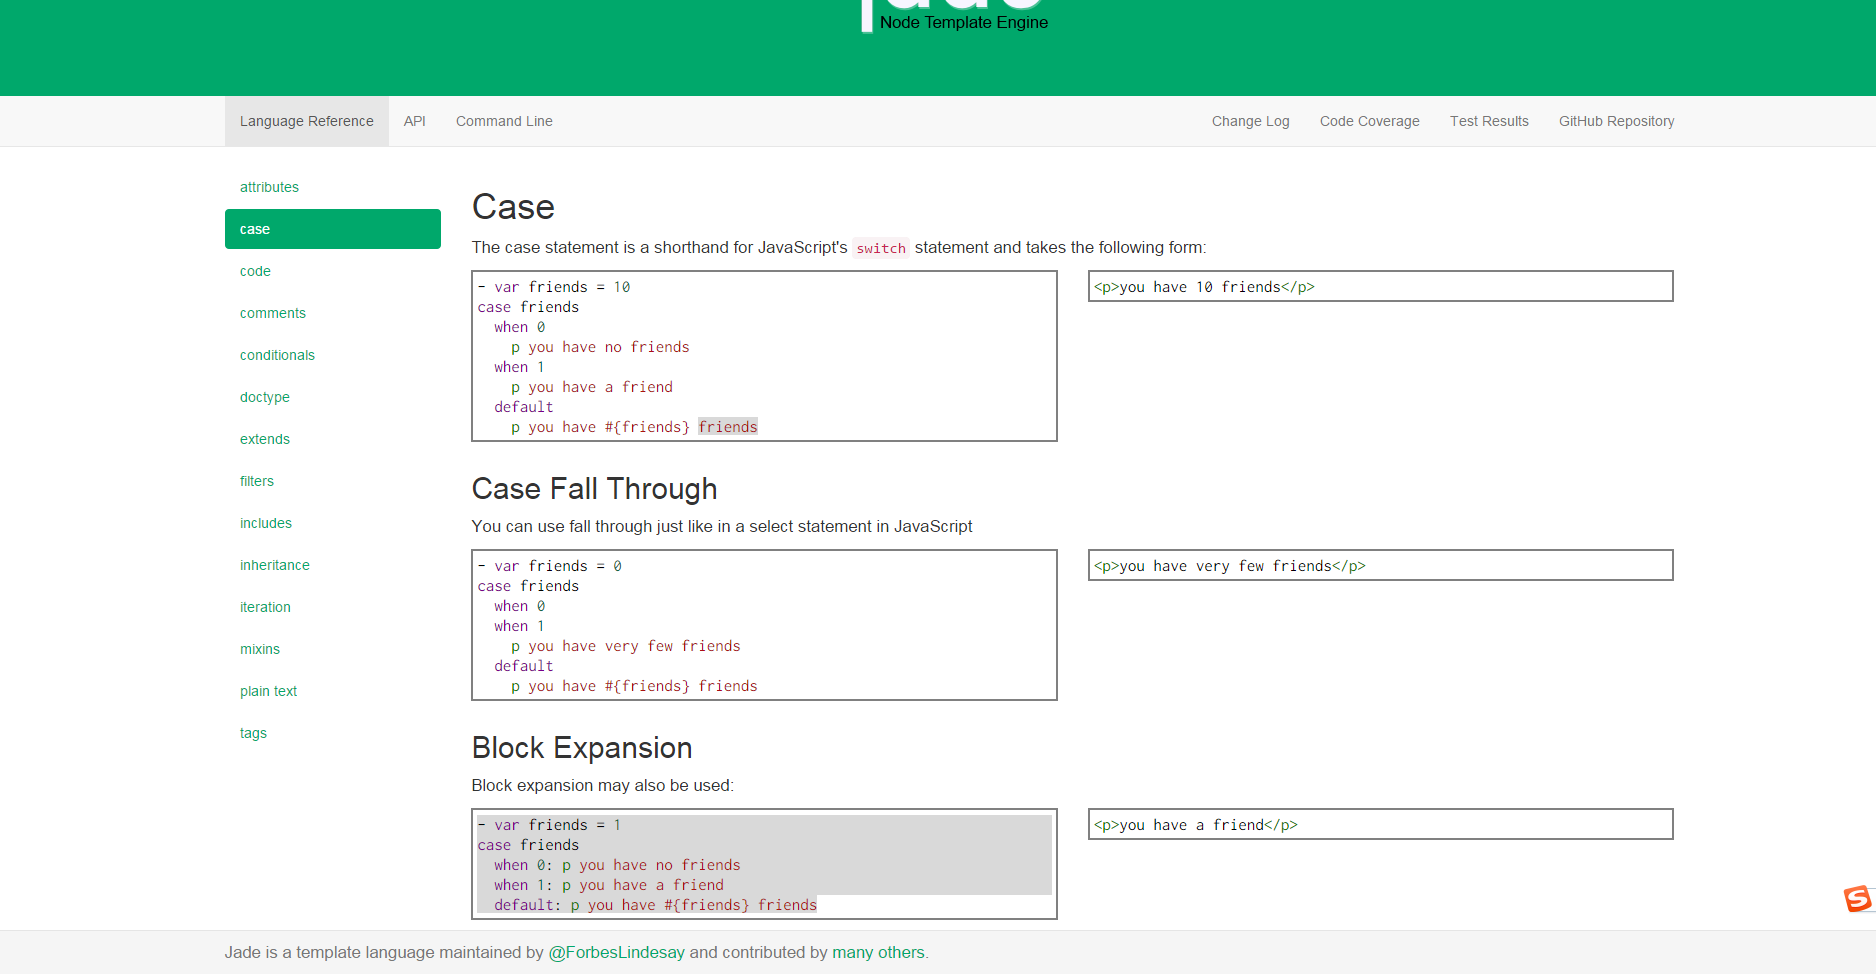 Node Template Engine
Language Reference API Command Line Change Log Code Coverage Test Results GitHub Repository
attributes
case
code
comments
conditionals
doctype
extends
filters
includes
inheritance
iteration
mixins
plain text
tags
Case
The case statement is a shorthand for JavaScript's switch statement and takes the following form:
- var friends = 10
case friends
  when 0
    p you have no friends
  when 1
    p you have a friend
  default
    p you have #{friends} friends
<p>you have 10 friends</p>
Case Fall Through
You can use fall through just like in a select statement in JavaScript
- var friends = 0
case friends
  when 0
  when 1
    p you have very few friends
  default
    p you have #{friends} friends
<p>you have very few friends</p>
Block Expansion
Block expansion may also be used:
- var friends = 1
case friends
  when 0: p you have no friends
  when 1: p you have a friend
  default: p you have #{friends} friends
<p>you have a friend</p>
Jade is a template language maintained by @ForbesLindesay and contributed by many others.